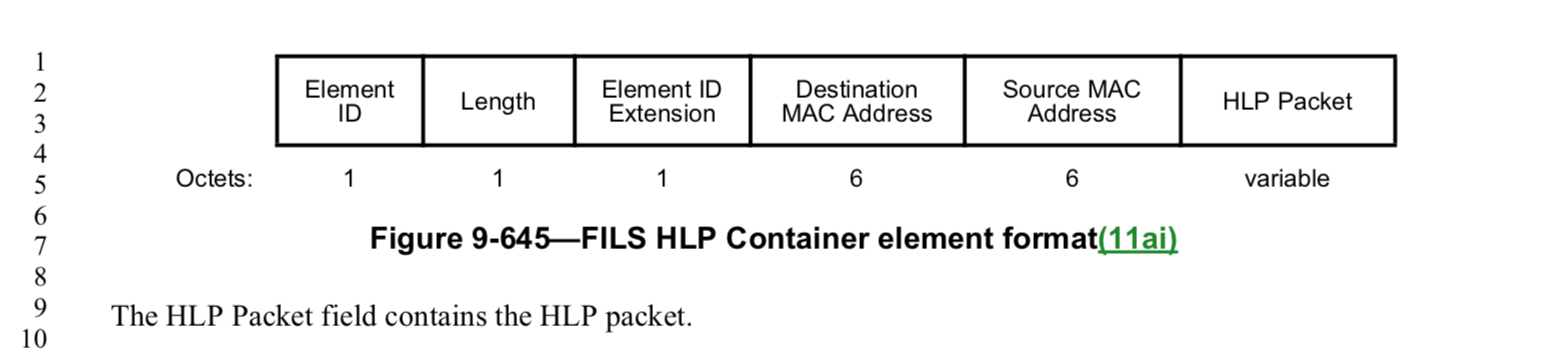 1
2
3
4
5
6
7
8
9
10
Element ID
Length
Element ID Extension
Destination MAC Address
Source MAC Address
HLP Packet
Octets: 1 1 1 6 6 variable
Figure 9-645—FILS HLP Container element format(11ai)
The HLP Packet field contains the HLP packet.